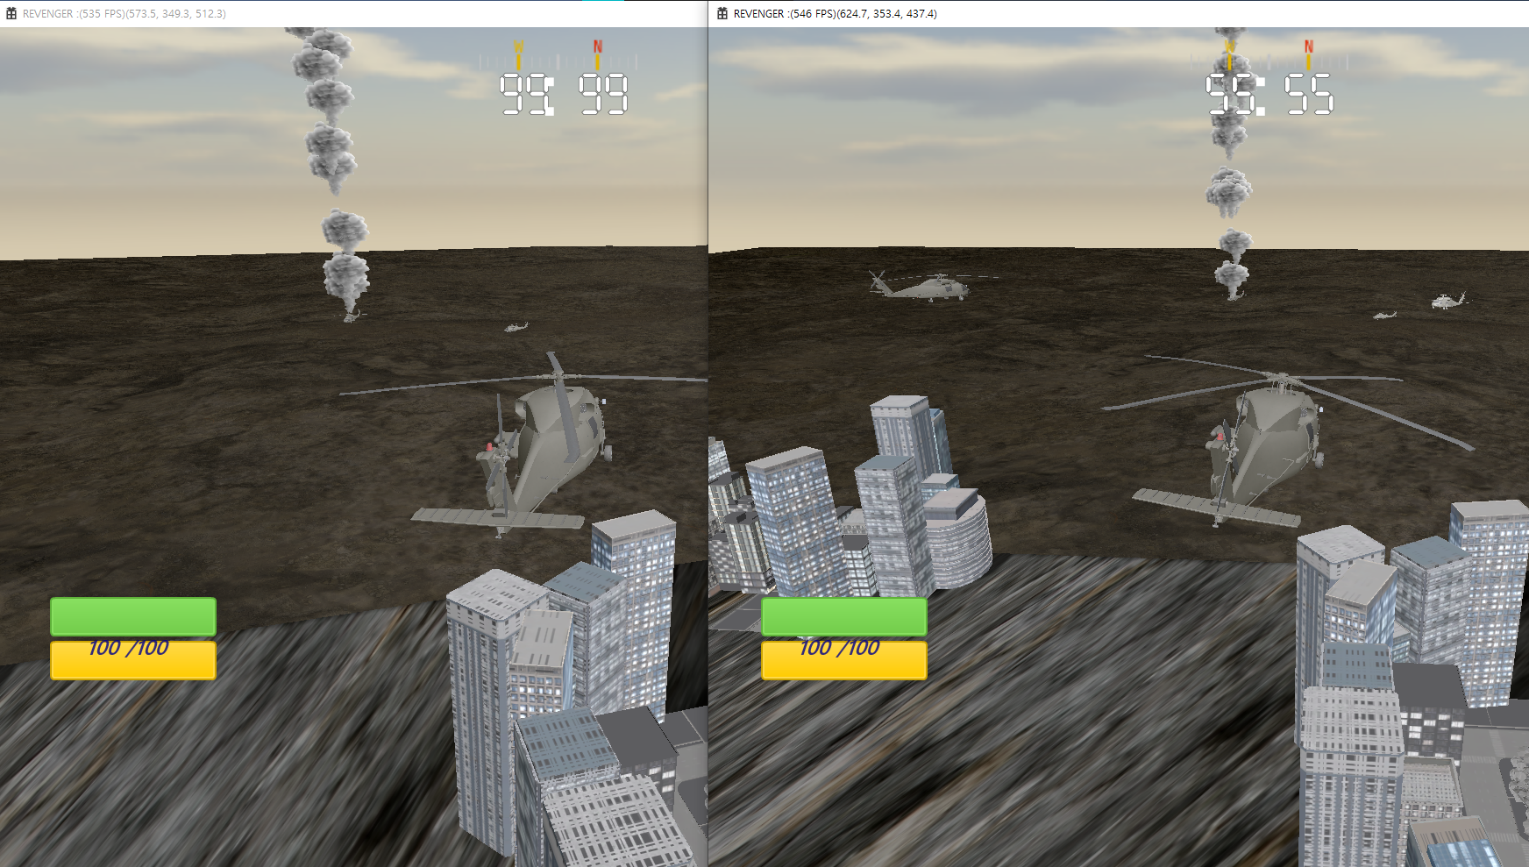 REVENGER :(535 FPS)(573.5, 349.3, 512.3)
W N
99: 99
100 /100
REVENGER :(546 FPS)(624.7, 353.4, 437.4)
W N
55: 55
100 /100